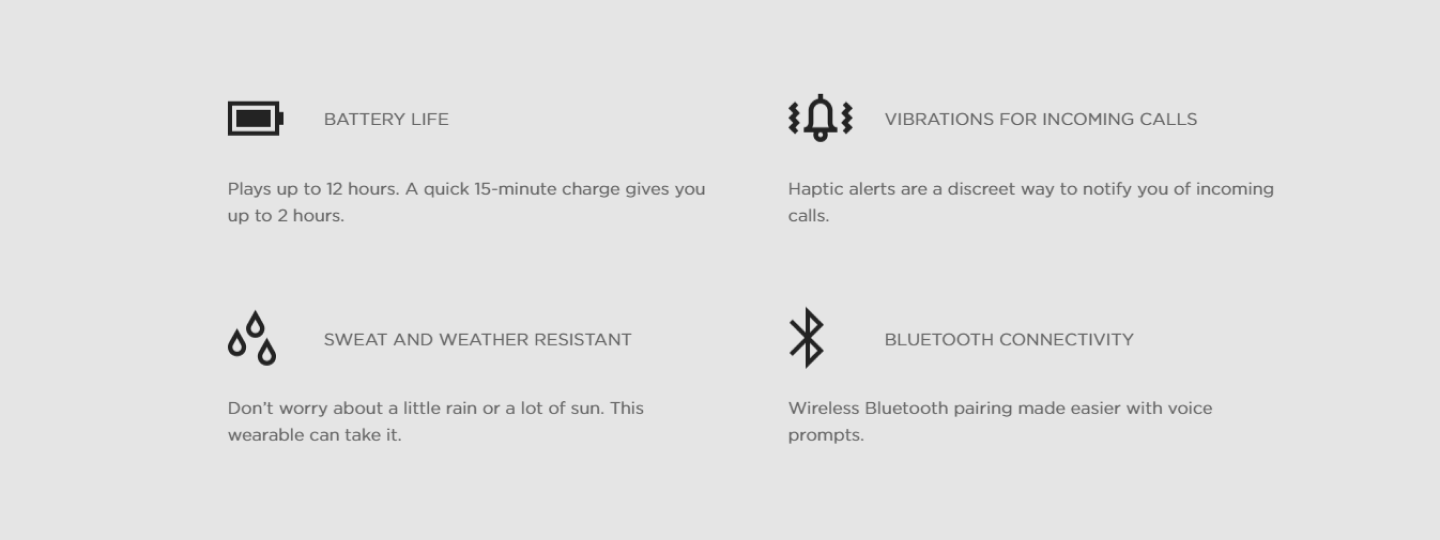 BATTERY LIFE
Plays up to 12 hours. A quick 15-minute charge gives you
up to 2 hours.
VIBRATIONS FOR INCOMING CALLS
Haptic alerts are a discreet way to notify you of incoming
calls.
SWEAT AND WEATHER RESISTANT
Don’t worry about a little rain or a lot of sun. This
wearable can take it.
BLUETOOTH CONNECTIVITY
Wireless Bluetooth pairing made easier with voice
prompts.